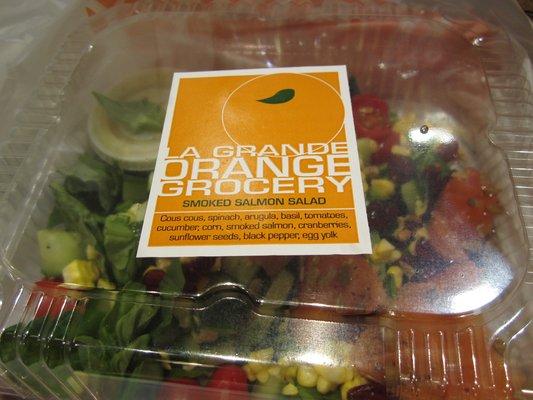 LA GRANDE
ORANGE
GROCERY
SMOKED SALMON SALAD
Cous cous, spinach, arugula, basil, tomatoes,
cucumber, corn, smoked salmon, cranberries,
sunflower seeds, black pepper, egg yolk